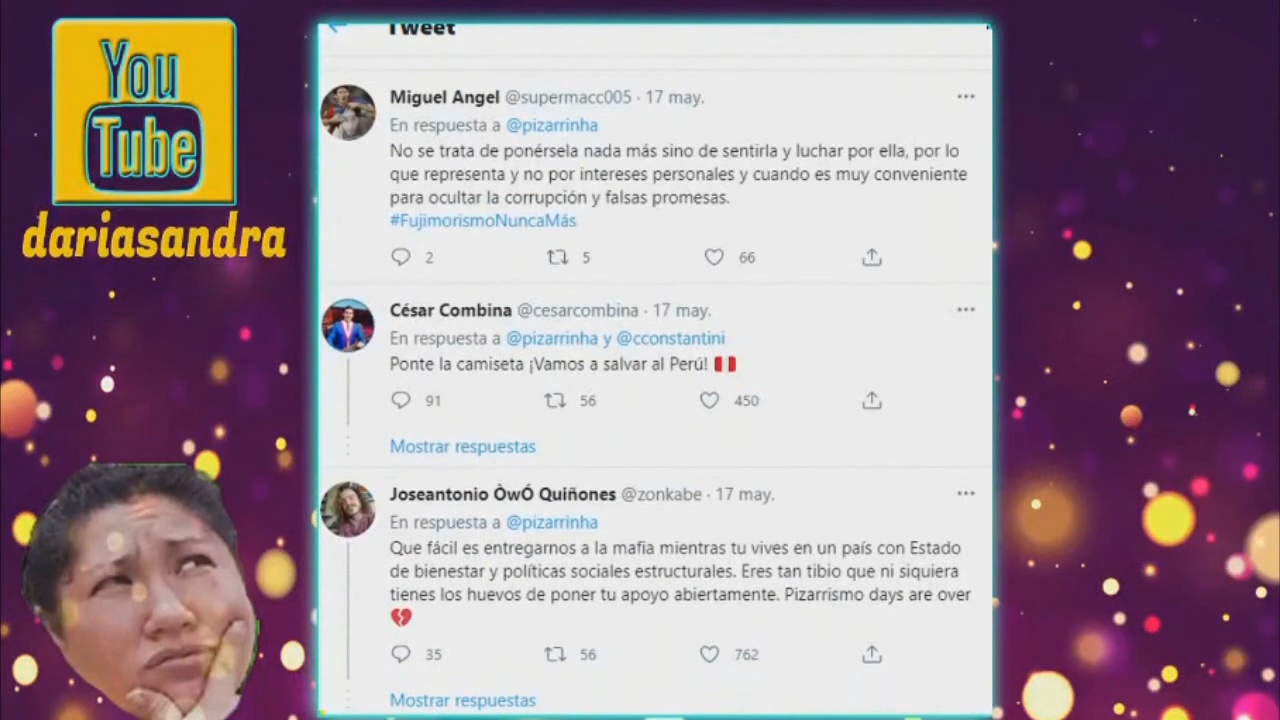 You
Tube
dariasandra
Tweet
Miguel Angel @supermacc005 · 17 may.
En respuesta a @pizarrinha
No se trata de ponérsela nada más sino de sentirla y luchar por ella, por lo
que representa y no por intereses personales y cuando es muy conveniente
para ocultar la corrupción y falsas promesas.
#FujimorismoNuncaMás
2 5 66
César Combina @cesarcombina · 17 may.
En respuesta a @pizarrinha y @cconstantini
Ponte la camiseta ¡Vamos a salvar al Perú! 🇵🇪
91 56 450
Mostrar respuestas
Joseantonio ÒwÓ Quiñones @zonkabe · 17 may.
En respuesta a @pizarrinha
Que fácil es entregarnos a la mafia mientras tu vives en un país con Estado
de bienestar y políticas sociales estructurales. Eres tan tibio que ni siquiera
tienes los huevos de poner tu apoyo abiertamente. Pizarrismo days are over
💔
35 56 762
Mostrar respuestas